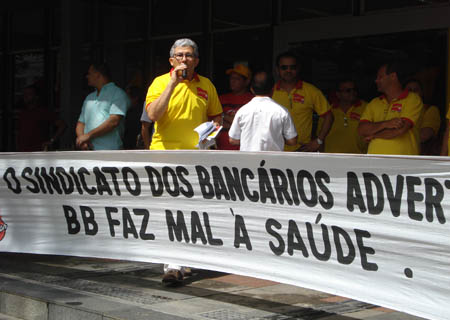 O SINDICATO DOS BANCÁRIOS ADVERT
BB FAZ MAL À SAÚDE.